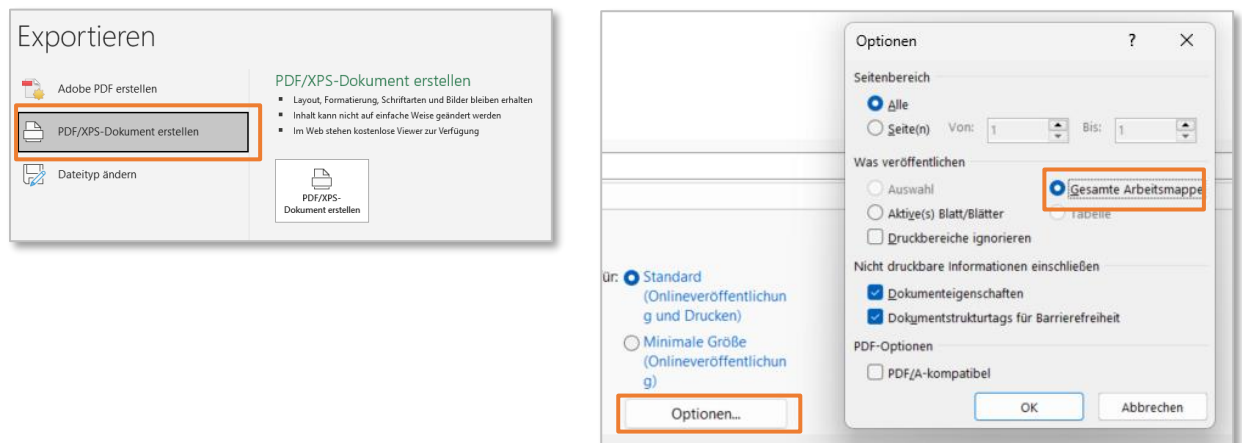 Exportieren
Adobe PDF erstellen
PDF/XPS-Dokument erstellen
Dateityp ändern
PDF/XPS-Dokument erstellen
Layout, Formatierung, Schriftarten und Bilder bleiben erhalten
Inhalt kann nicht auf einfache Weise geändert werden
Im Web stehen kostenlose Viewer zur Verfügung
PDF/XPS-
Dokument erstellen
ür:
Standard
(Onlineveröffentlichun
g und Drucken)
Minimale Größe
(Onlineveröffentlichun
g)
Optionen...
Optionen ?
Seitenbereich
Alle
Seite(n) Von: 1 Bis: 1
Was veröffentlichen
Auswahl Gesamte Arbeitsmappe
Aktive(s) Blatt/Blätter Tabelle
Druckbereiche ignorieren
Nicht druckbare Informationen einschließen
Dokumenteigenschaften
Dokumentstrukturtags für Barrierefreiheit
PDF-Optionen
PDF/A-kompatibel
OK Abbrechen